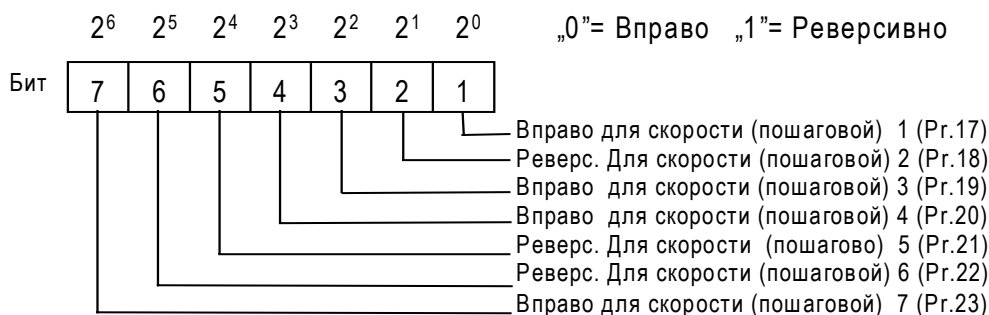 2⁶ 2⁵ 2⁴ 2³ 2² 2¹ 2⁰ „0”= Вправо „1”= Реверсивно
Бит 7 6 5 4 3 2 1
Вправо для скорости (пошаговой) 1 (Pr.17)
Реверс. Для скорости (пошаговой) 2 (Pr.18)
Вправо для скорости (пошаговой) 3 (Pr.19)
Вправо для скорости (пошаговой) 4 (Pr.20)
Реверс. Для скорости (пошагово) 5 (Pr.21)
Реверс. Для скорости (пошаговой) 6 (Pr.22)
Вправо для скорости (пошаговой) 7 (Pr.23)